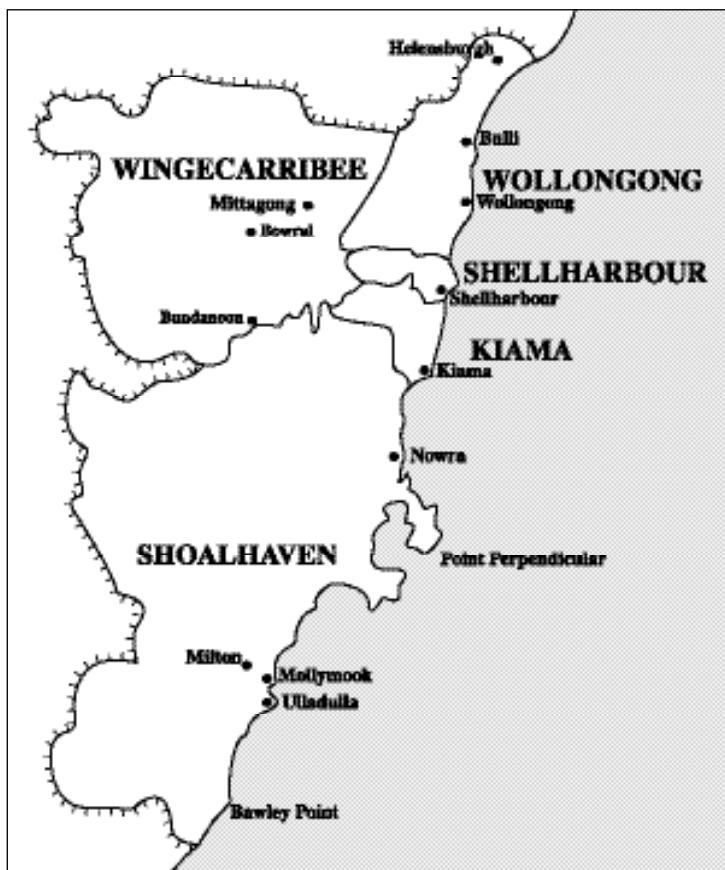 Helensburgh
Bulli
WINGECARRIBEE
WOLLONGONG
Mittagong
Wollongong
Bowral
SHELLHARBOUR
Shellharbour
Bundanoon
KIAMA
Kiama
Nowra
SHOALHAVEN
Point Perpendicular
Milton
Mollymook
Ulladulla
Bawley Point